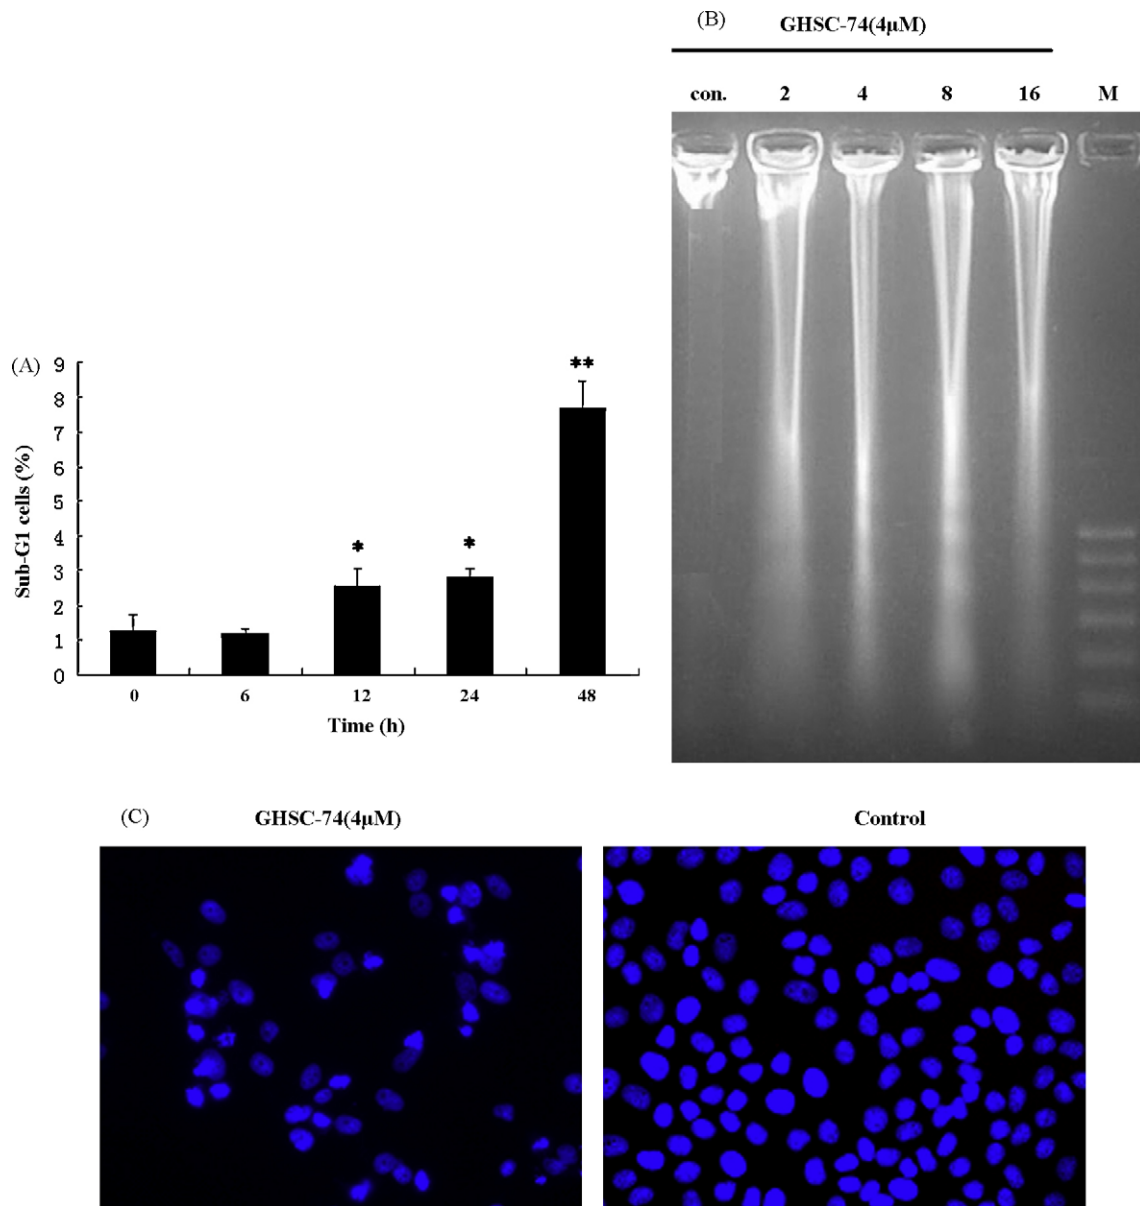 (B)
GHSC-74(4μM)
con. 2 4 8 16 M
(A)
9
8
7
6
5
4
3
2
1
0
Sub-G1 cells (%)
*
*
**
0 6 12 24 48
Time (h)
(C)
GHSC-74(4μM)
Control